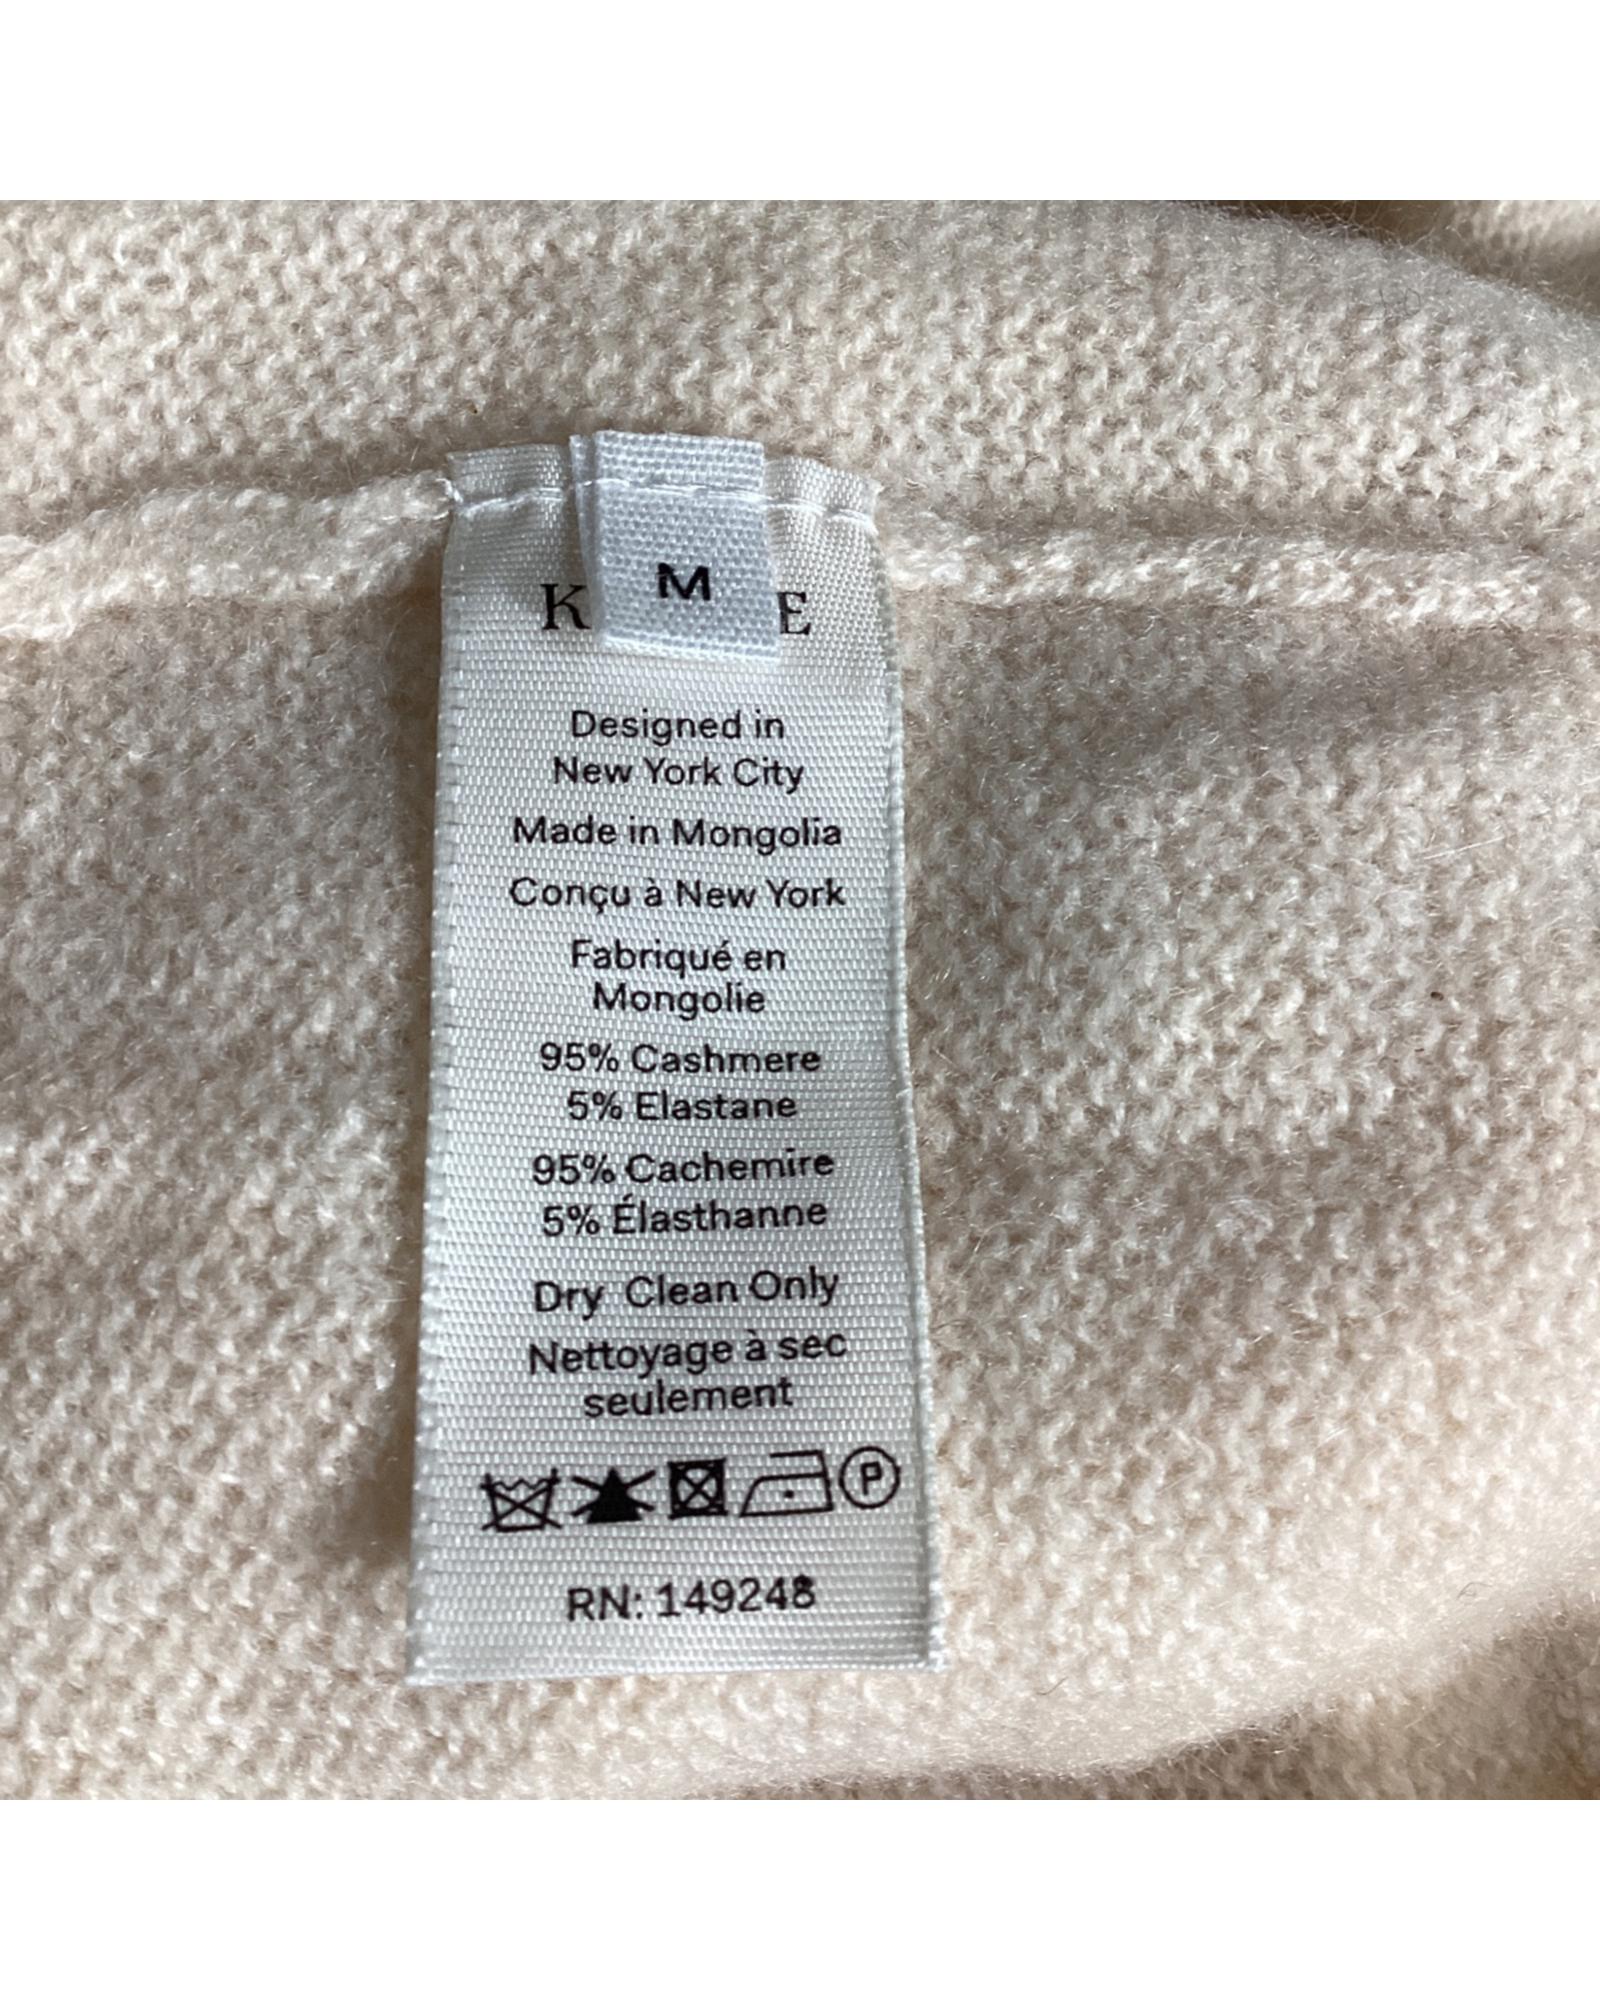 M
K E
Designed in
New York City
Made in Mongolia
Conçu à New York
Fabriqué en
Mongolie
95% Cashmere
5% Elastane
95% Cachemire
5% Élasthanne
Dry Clean Only
Nettoyage à sec
seulement
P
RN: 149248